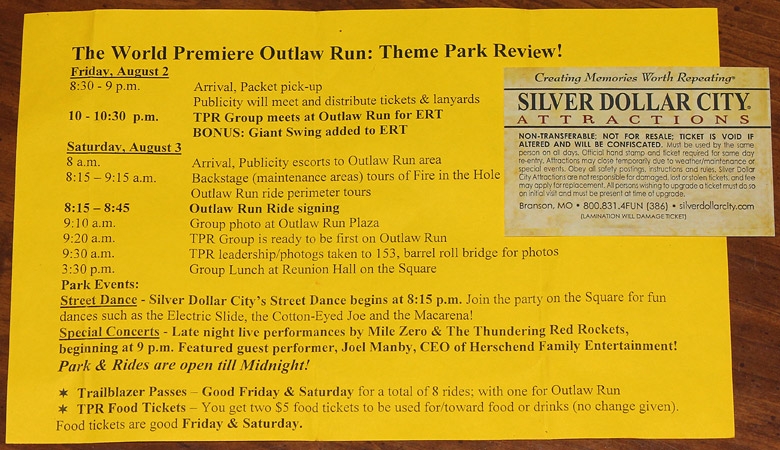 The World Premiere Outlaw Run: Theme Park Review!
Friday, August 2
8:30 - 9 p.m. Arrival, Packet pick-up
Publicity will meet and distribute tickets & lanyards
10 - 10:30 p.m. TPR Group meets at Outlaw Run for ERT
BONUS: Giant Swing added to ERT
Saturday, August 3
8 a.m. Arrival, Publicity escorts to Outlaw Run area
8:15 – 9:15 a.m. Backstage (maintenance areas) tours of Fire in the Hole
Outlaw Run ride perimeter tours
8:15 – 8:45 Outlaw Run Ride signing
9:10 a.m. Group photo at Outlaw Run Plaza
9:20 a.m. TPR Group is ready to be first on Outlaw Run
9:30 a.m. TPR leadership/photogs taken to 153, barrel roll bridge for photos
3:30 p.m. Group Lunch at Reunion Hall on the Square
Park Events:
Street Dance - Silver Dollar City's Street Dance begins at 8:15 p.m. Join the party on the Square for fun
dances such as the Electric Slide, the Cotton-Eyed Joe and the Macarena!
Special Concerts - Late night live performances by Mile Zero & The Thundering Red Rockets,
beginning at 9 p.m. Featured guest performer, Joel Manby, CEO of Herschend Family Entertainment!
Park & Rides are open till Midnight!
✶ Trailblazer Passes – Good Friday & Saturday for a total of 8 rides; with one for Outlaw Run
✶ TPR Food Tickets – You get two $5 food tickets to be used for/toward food or drinks (no change given).
Food tickets are good Friday & Saturday.
Creating Memories Worth Repeating®
SILVER DOLLAR CITY®
ATTRACTIONS
NON-TRANSFERABLE; NOT FOR RESALE; TICKET IS VOID IF
ALTERED AND WILL BE CONFISCATED. Must be used by the same
person on all days. Official hand stamp and ticket required for same day
re-entry. Attractions may close temporarily due to weather/maintenance or
special events. Obey all safety postings, instructions and rules. Silver Dollar
City Attractions are not responsible for damaged, lost or stolen tickets, and fee
may apply for replacement. All persons wishing to upgrade a ticket must do so
on initial visit and must be present at time of upgrade.
Branson, MO • 800.831.4FUN (386) • silverdollarcity.com
(LAMINATION WILL DAMAGE TICKET)